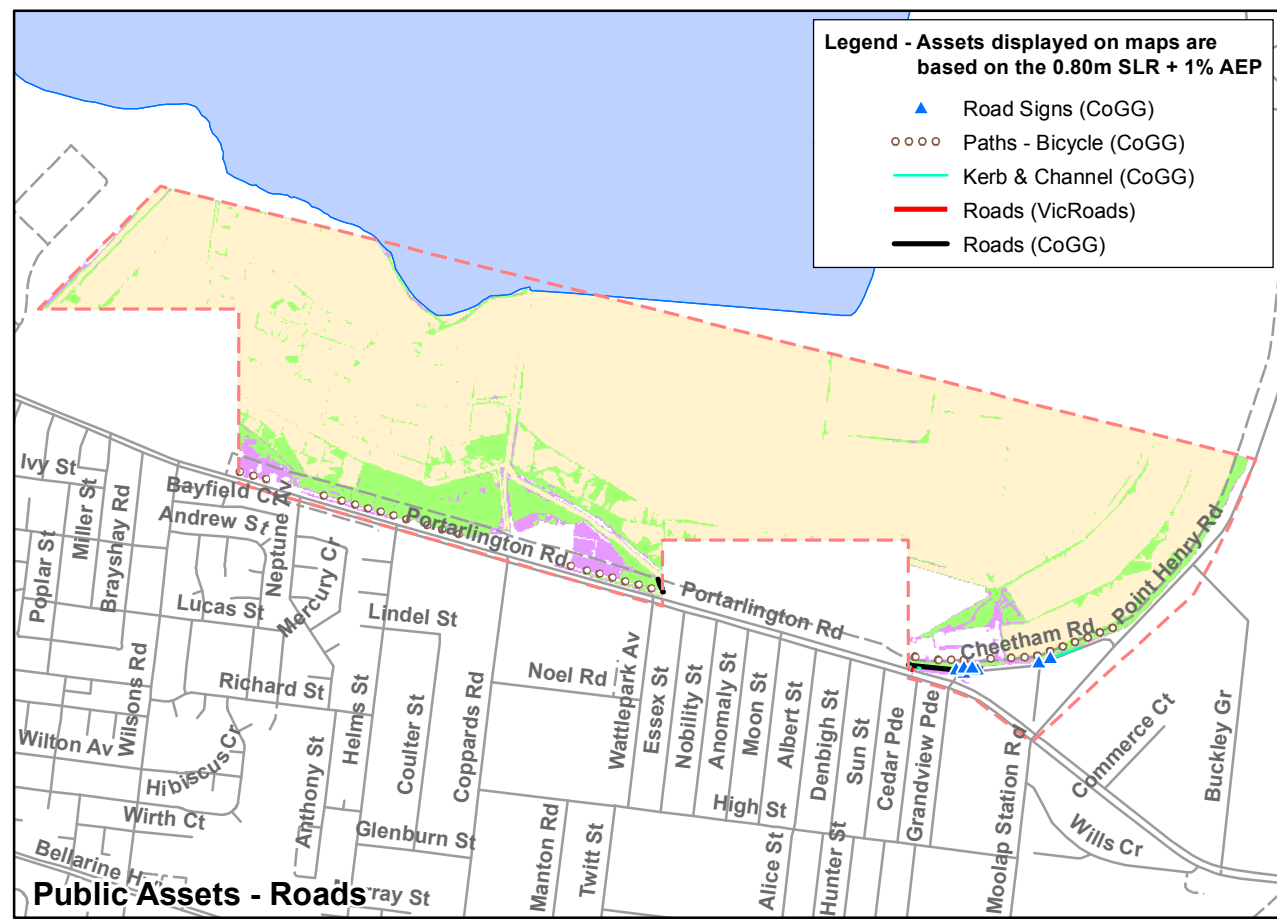 Legend - Assets displayed on maps are
based on the 0.80m SLR + 1% AEP
Road Signs (CoGG)
Paths - Bicycle (CoGG)
Kerb & Channel (CoGG)
Roads (VicRoads)
Roads (CoGG)
Ivy St
Miller St
Poplar St
Brayshay Rd
Bayfield Ct
Andrew St
Neptune Av
Mercury Cr
Lucas St
Wilsons Rd
Richard St
Wilton Av
Hibiscus Cr
Wirth Ct
Anthony St
Helms St
Lindel St
Coulter St
Coppards Rd
Glenburn St
Portarlington Rd
Noel Rd
Wattlepark Av
Essex St
Nobility St
Anomaly St
Moon St
Albert St
Denbigh St
Sun St
Cedar Pde
Grandview Pde
Portarlington Rd
High St
Manton Rd
Twitt St
Alice St
Hunter St
Cheetham Rd
Point Henry Rd
Moolap Station Rd
Commerce Ct
Buckley Gr
Wills Cr
Bellarine
Public Assets - Roads